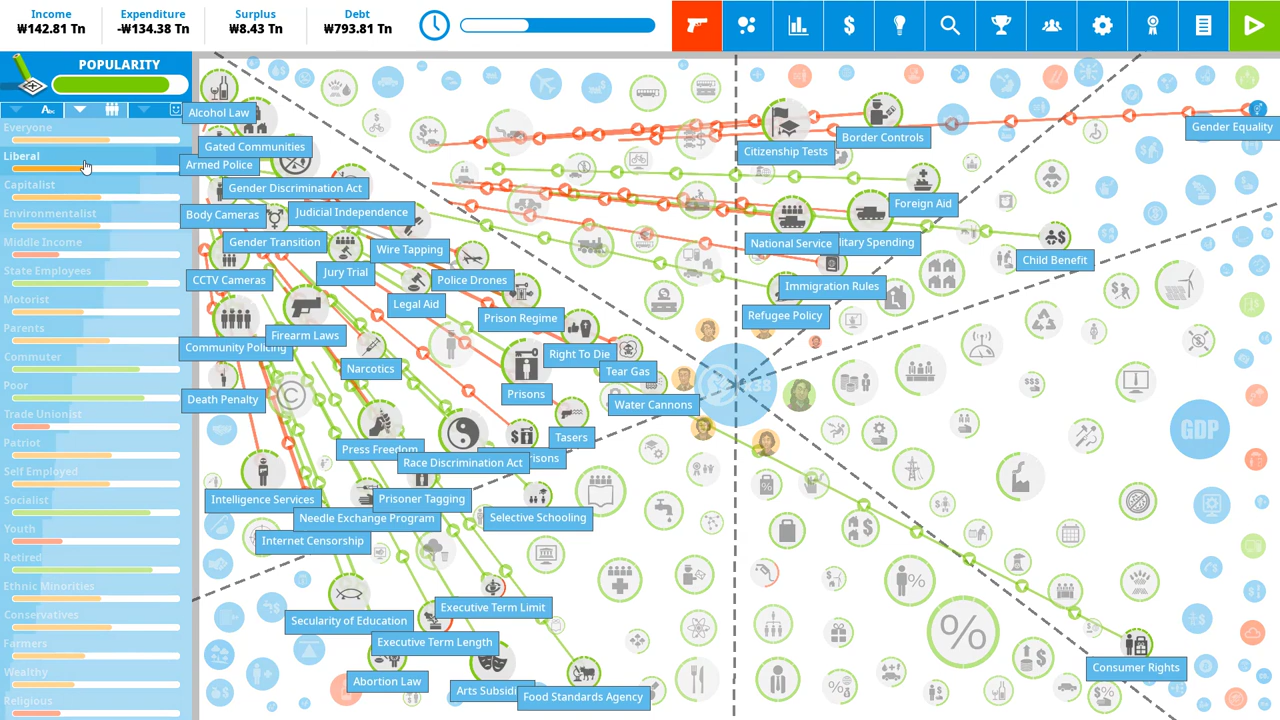 Income
Expenditure
Surplus
Debt
₩142.81 Tn
-₩134.38 Tn
₩8.43 Tn
₩793.81 Tn
POPULARITY
Everyone
Liberal
Capitalist
Environmentalist
Middle Income
State Employees
Motorist
Parents
Commuter
Poor
Trade Unionist
Patriot
Self Employed
Socialist
Youth
Retired
Ethnic Minorities
Conservatives
Farmers
Wealthy
Religious
Alcohol Law
Gated Communities
Armed Police
Gender Discrimination Act
Body Cameras
Judicial Independence
Gender Transition
Wire Tapping
CCTV Cameras
Jury Trial
Police Drones
Legal Aid
Prison Regime
Firearm Laws
Community Policing
Right To Die
Narcotics
Tear Gas
Death Penalty
Prisons
Water Cannons
Tasers
Press Freedom
Race Discrimination Act
isons
Intelligence Services
Prisoner Tagging
Needle Exchange Program
Selective Schooling
Internet Censorship
Executive Term Limit
Secularity of Education
Executive Term Length
Abortion Law
Arts Subsidi
Food Standards Agency
Citizenship Tests
Border Controls
Gender Equality
Foreign Aid
National Service
litary Spending
Child Benefit
Immigration Rules
Refugee Policy
GDP
Consumer Rights